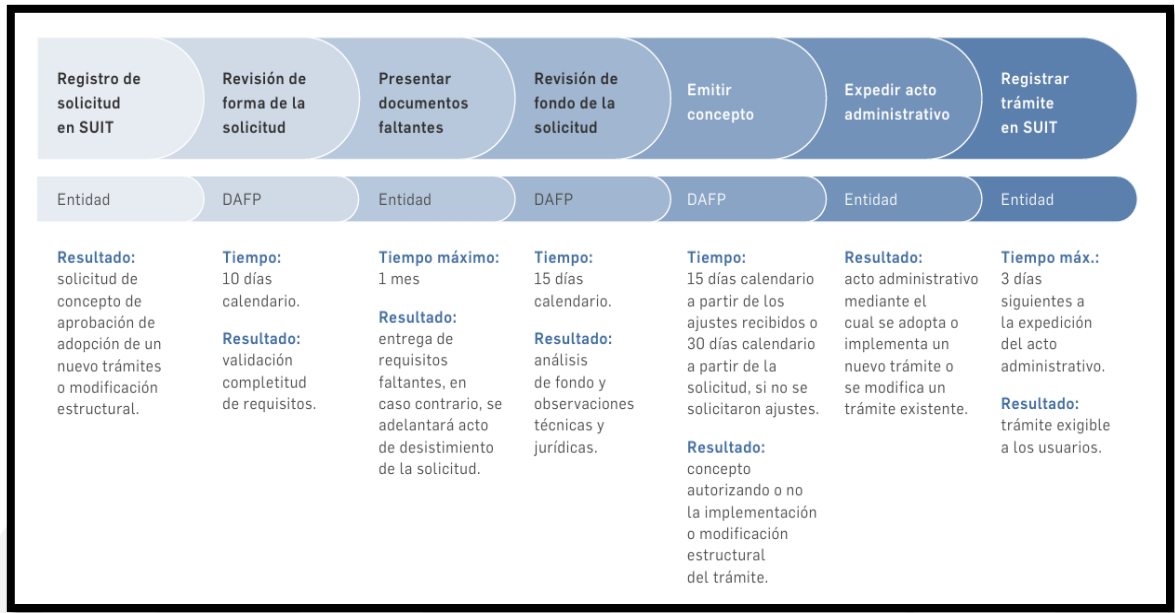 Registro de
solicitud
en SUIT
Revisión de
forma de la
solicitud
Presentar
documentos
faltantes
Revisión de
fondo de la
solicitud
Emitir
concepto
Expedir acto
administrativo
Registrar
trámite
en SUIT
Entidad
DAFP
Entidad
DAFP
DAFP
Entidad
Entidad
Resultado:
solicitud de
concepto de
aprobación de
adopción de un
nuevo trámites
o modificación
estructural.
Tiempo:
10 días
calendario.
Resultado:
validación
completitud
de requisitos.
Tiempo máximo:
1 mes
Resultado:
entrega de
requisitos
faltantes, en
caso contrario, se
adelantará acto
de desistimiento
de la solicitud.
Tiempo:
15 días
calendario.
Resultado:
análisis
de fondo y
observaciones
técnicas y
jurídicas.
Tiempo:
15 días calendario
a partir de los
ajustes recibidos o
30 días calendario
a partir de la
solicitud, si no se
solicitaron ajustes.
Resultado:
concepto
autorizando o no
la implementación
o modificación
estructural
del trámite.
Resultado:
acto administrativo
mediante el
cual se adopta o
implementa un
nuevo trámite o
se modifica un
trámite existente.
Tiempo máx.:
3 días
siguientes a
la expedición
del acto
administrativo.
Resultado:
trámite exigible
a los usuarios.